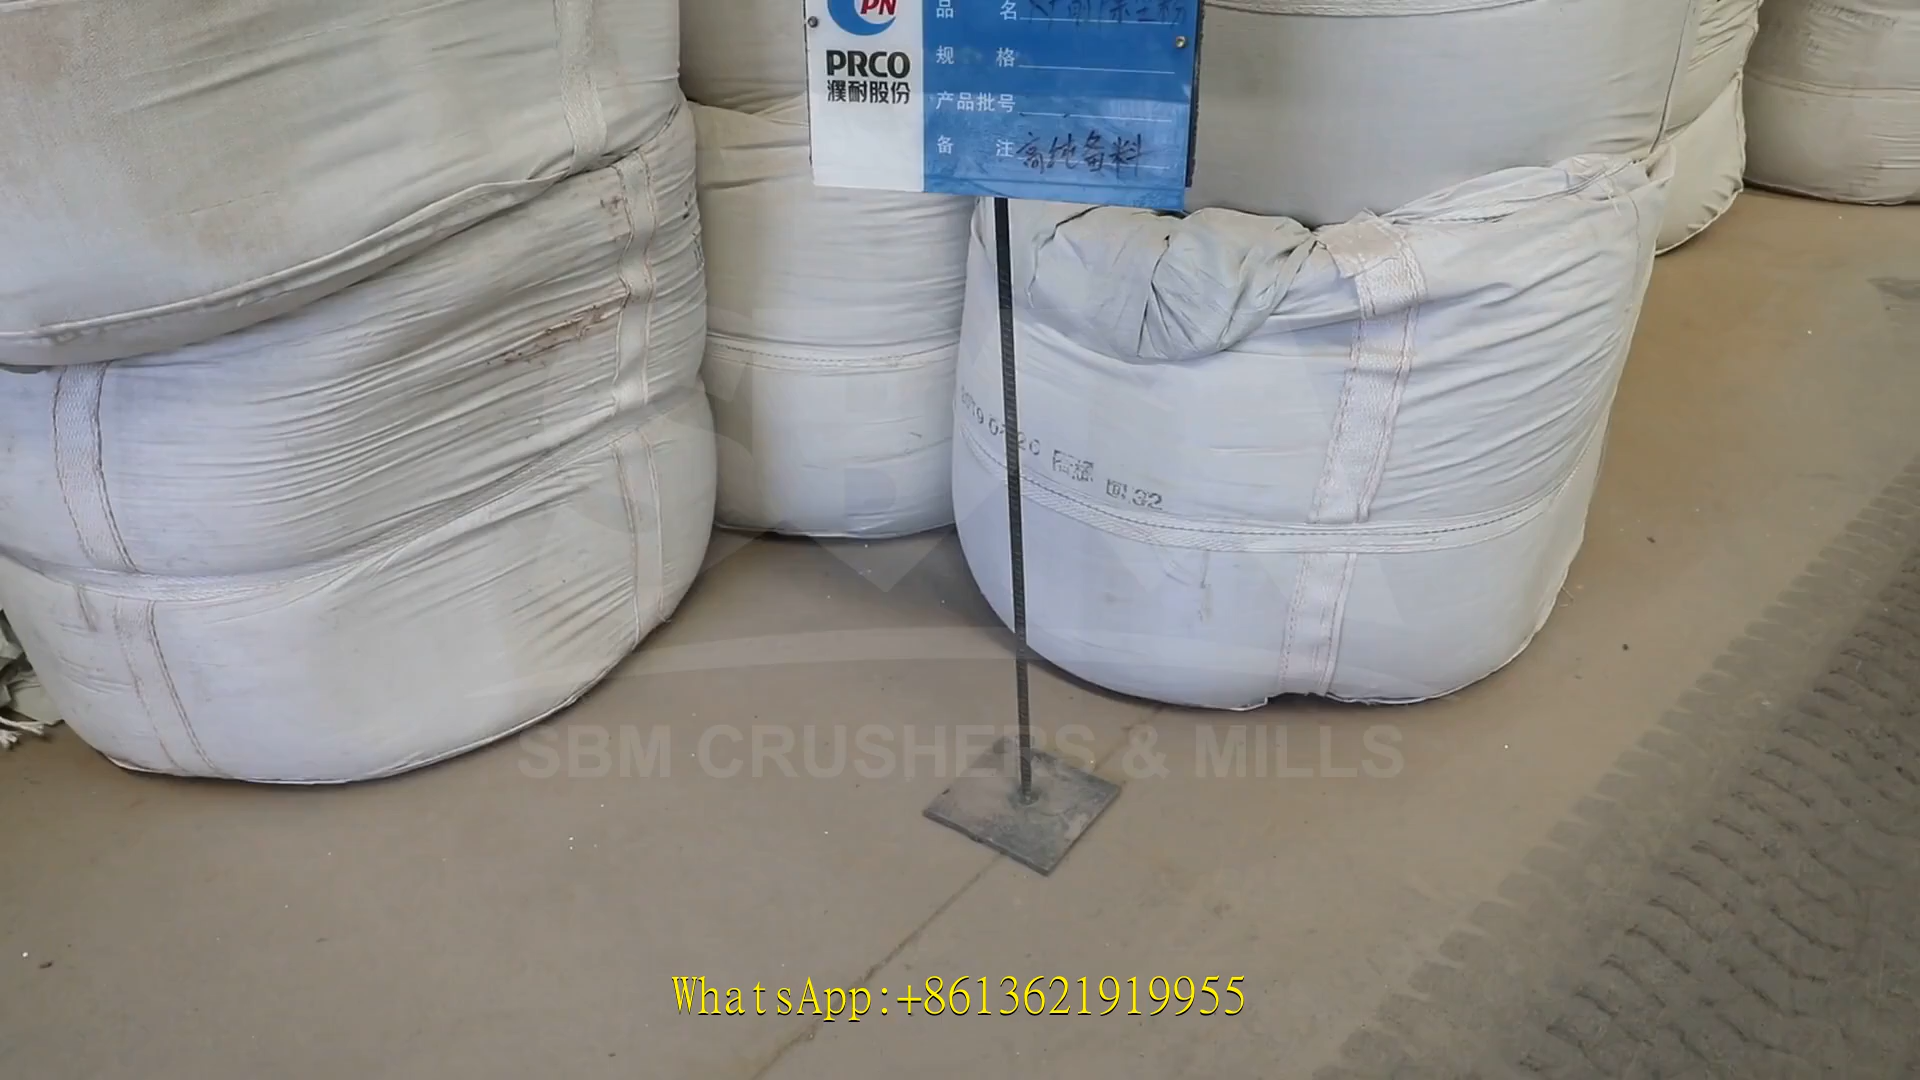 PN
PRCO
濮耐股份
品 名
规 格
产品批号
备 注 高纯备料
32
SBM CRUSHERS & MILLS
WhatsApp:+8613621919955